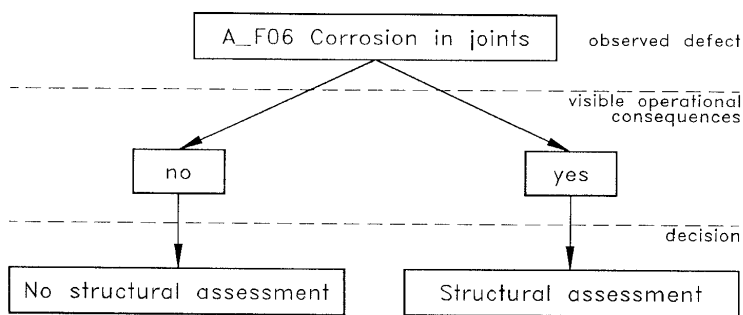 A_F06 Corrosion in joints
observed defect
visible operational
consequences
no
yes
decision
No structural assessment
Structural assessment